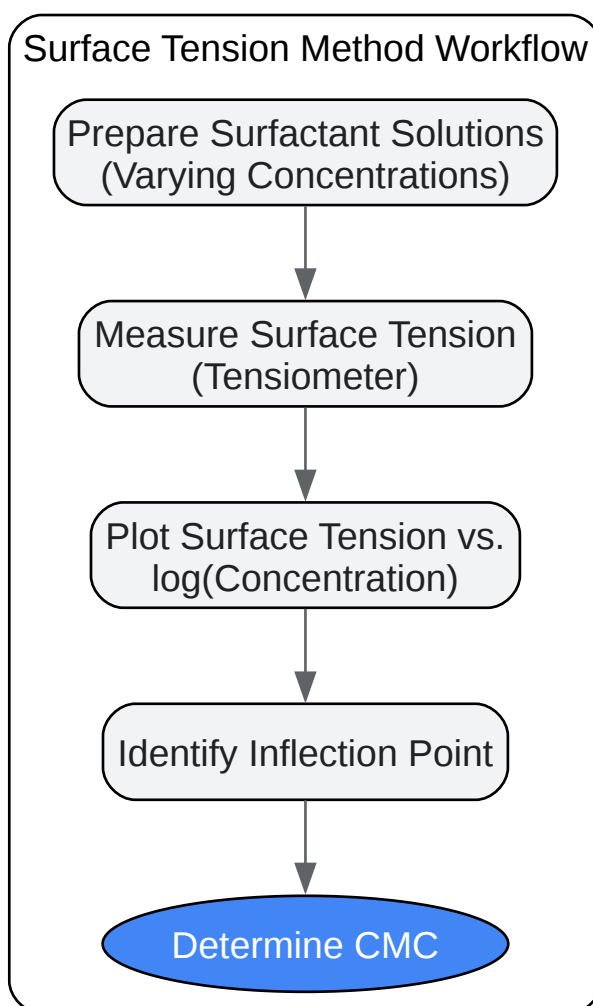 Surface Tension Method Workflow
Prepare Surfactant Solutions
(Varying Concentrations)
Measure Surface Tension
(Tensiometer)
Plot Surface Tension vs.
log(Concentration)
Identify Inflection Point
Determine CMC